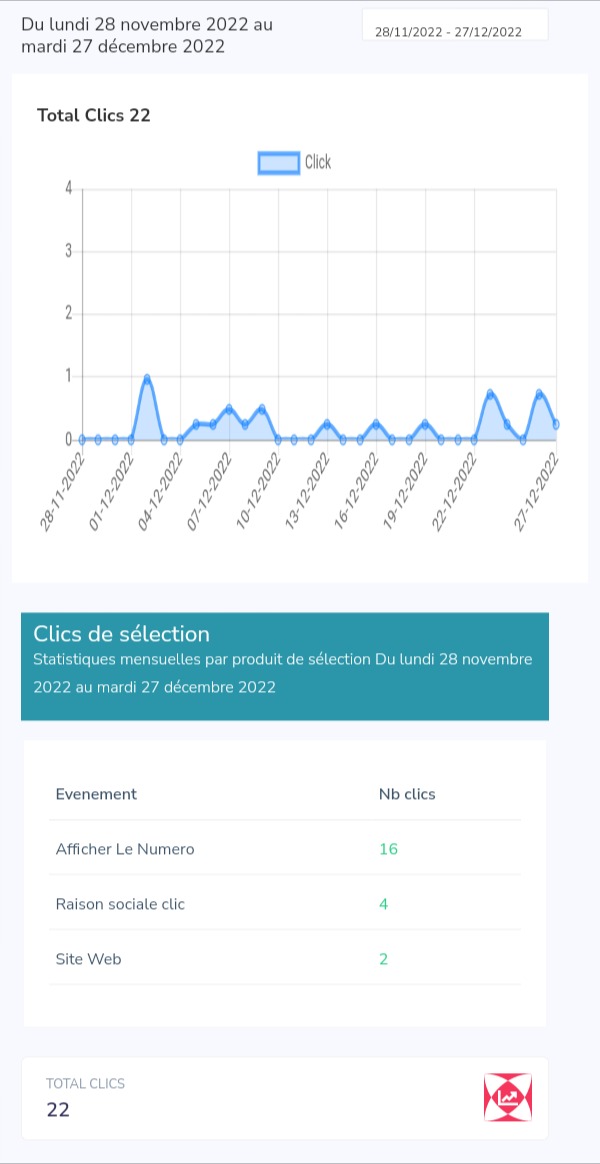 Du lundi 28 novembre 2022 au
mardi 27 décembre 2022
28/11/2022 - 27/12/2022
Total Clics 22
Click
4
3
2
1
0
28-11-2022
01-12-2022
04-12-2022
07-12-2022
10-12-2022
13-12-2022
16-12-2022
19-12-2022
22-12-2022
27-12-2022
Clics de sélection
Statistiques mensuelles par produit de sélection Du lundi 28 novembre
2022 au mardi 27 décembre 2022
Evenement Nb clics
Afficher Le Numero 16
Raison sociale clic 4
Site Web 2
TOTAL CLICS
22